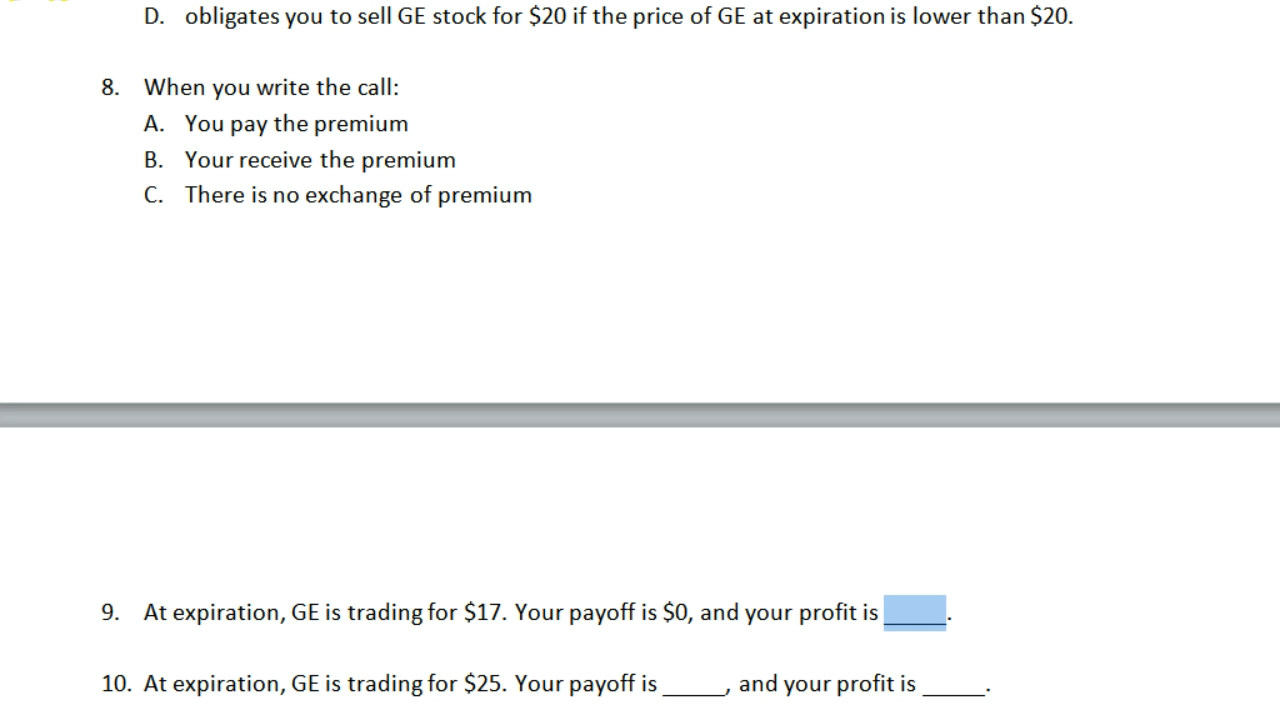 D. obligates you to sell GE stock for $20 if the price of GE at expiration is lower than $20.
8. When you write the call:
A. You pay the premium
B. Your receive the premium
C. There is no exchange of premium
9. At expiration, GE is trading for $17. Your payoff is $0, and your profit is _____.
10. At expiration, GE is trading for $25. Your payoff is _____, and your profit is _____.